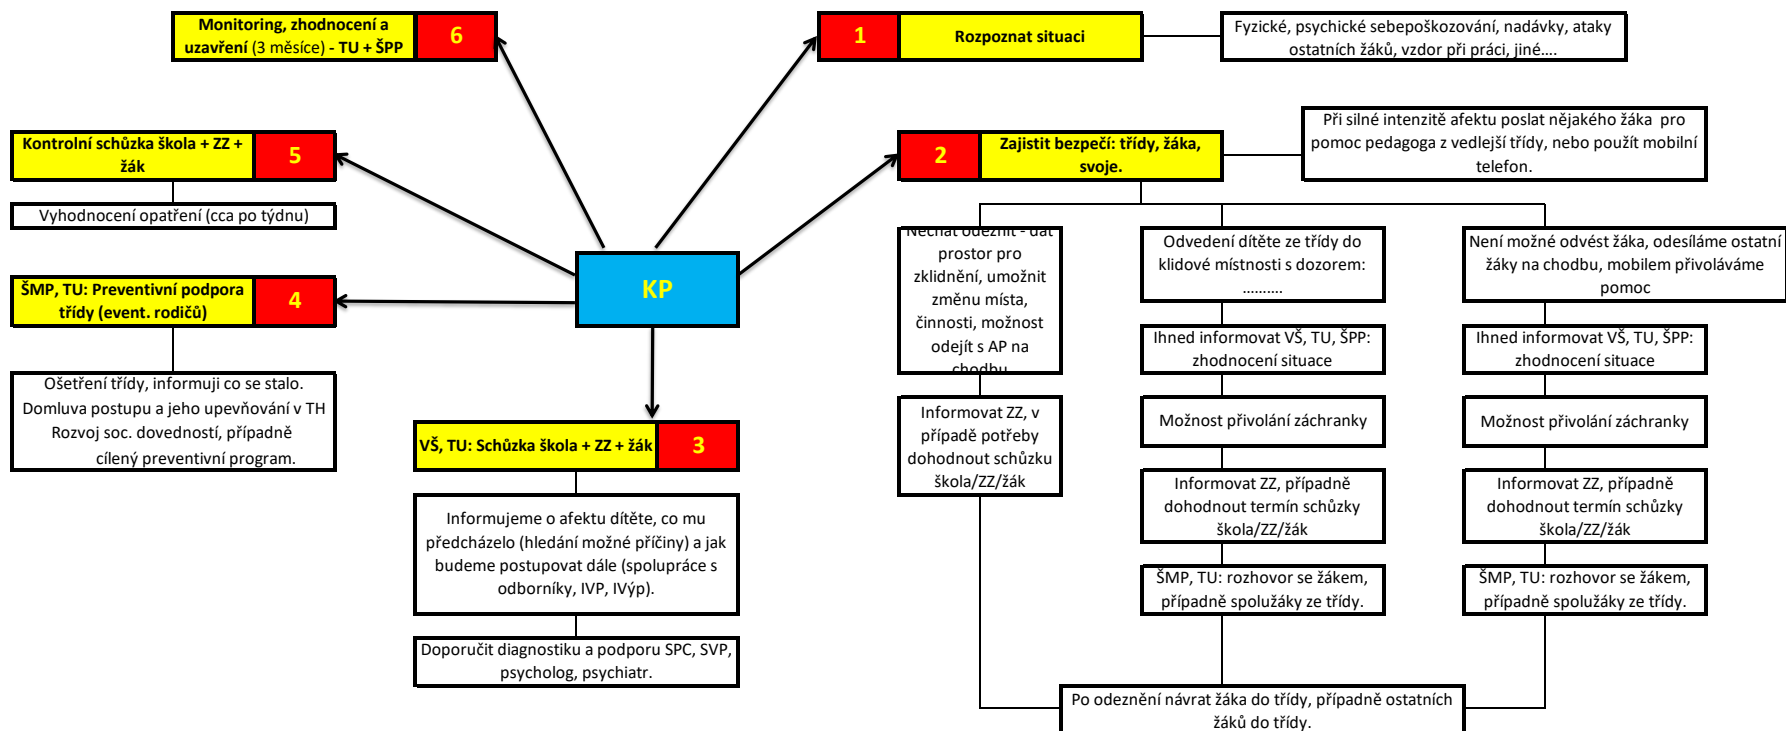 Monitoring, zhodnocení a
uzavření (3 měsíce) - TU + ŠPP
6
1
Rozpoznat situaci
Fyzické, psychické sebepoškozování, nadávky, ataky
ostatních žáků, vzdor při práci, jiné....
Kontrolní schůzka škola + ZZ +
žák
5
Vyhodnocení opatření (cca po týdnu)
2
Zajistit bezpečí: třídy, žáka,
svoje.
Při silné intenzitě afektu poslat nějakého žáka pro
pomoc pedagoga z vedlejší třídy, nebo použít mobilní
telefon.
KP
ŠMP, TU: Preventivní podpora
třídy (event. rodičů)
4
Ošetření třídy, informuji co se stalo.
Domluva postupu a jeho upevňování v TH
Rozvoj soc. dovedností, případně
cílený preventivní program.
VŠ, TU: Schůzka škola + ZZ + žák
3
Informujeme o afektu dítěte, co mu
předcházelo (hledání možné příčiny) a jak
budeme postupovat dále (spolupráce s
odborníky, IVP, IVýp).
Doporučit diagnostiku a podporu SPC, SVP,
psycholog, psychiatr.
Nechat odeznít - dát
prostor pro
zklidnění, umožnit
změnu místa,
činnosti, možnost
odejít s AP na
chodbu
Informovat ZZ, v
případě potřeby
dohodnout schůzku
škola/ZZ/žák
Odvedení dítěte ze třídy do
klidové místnosti s dozorem:
..........
Ihned informovat VŠ, TU, ŠPP:
zhodnocení situace
Možnost přivolání záchranky
Informovat ZZ, případně
dohodnout termín schůzky
škola/ZZ/žák
ŠMP, TU: rozhovor se žákem,
případně spolužáky ze třídy.
Není možné odvést žáka, odesíláme ostatní
žáky na chodbu, mobilem přivoláváme
pomoc
Ihned informovat VŠ, TU, ŠPP:
zhodnocení situace
Možnost přivolání záchranky
Informovat ZZ, případně
dohodnout termín schůzky
škola/ZZ/žák
ŠMP, TU: rozhovor se žákem,
případně spolužáky ze třídy.
Po odeznění návrat žáka do třídy, případně ostatních
žáků do třídy.